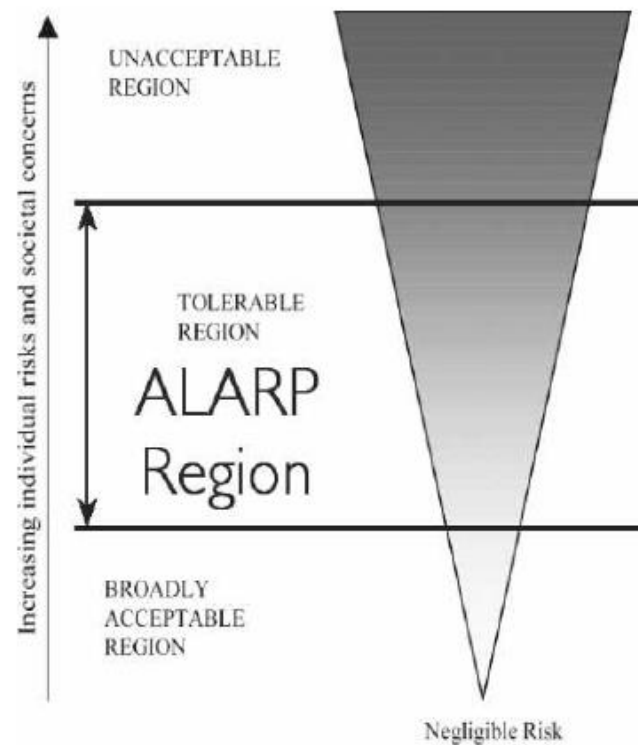 Increasing individual risks and societal concerns
UNACCEPTABLE
REGION
TOLERABLE
REGION
ALARP
Region
BROADLY
ACCEPTABLE
REGION
Negligible Risk